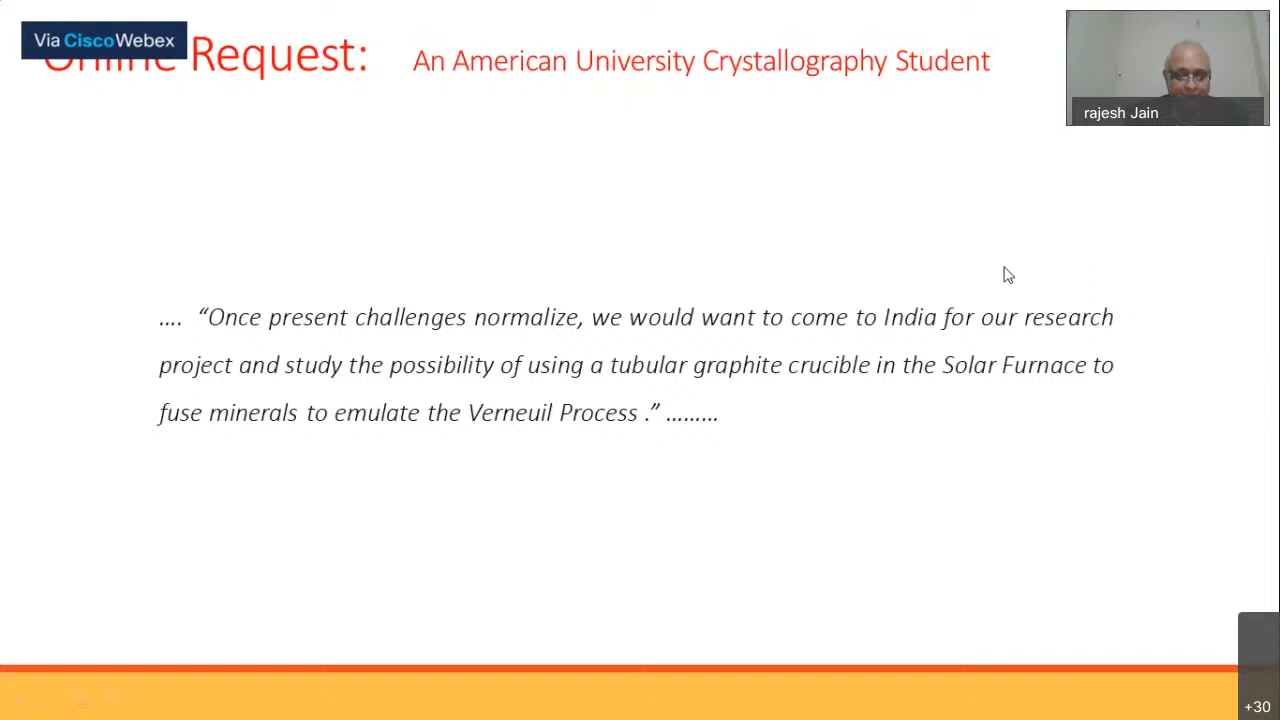 Via CiscoWebex
Online Request: An American University Crystallography Student
rajesh Jain
.... “Once present challenges normalize, we would want to come to India for our research
project and study the possibility of using a tubular graphite crucible in the Solar Furnace to
fuse minerals to emulate the Verneuil Process .” .........
+30